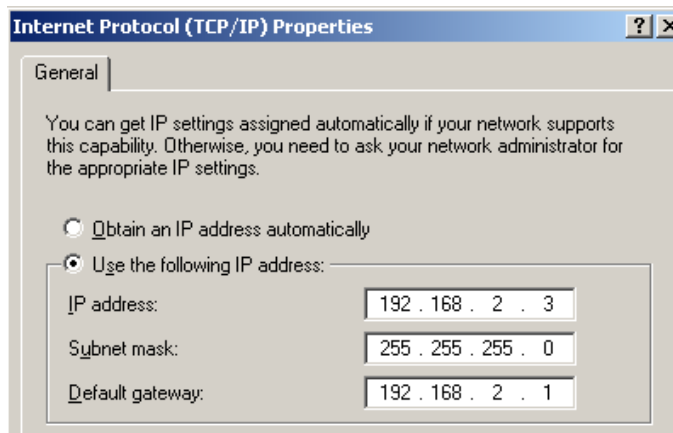 Internet Protocol (TCP/IP) Properties
General
You can get IP settings assigned automatically if your network supports
this capability. Otherwise, you need to ask your network administrator for
the appropriate IP settings.
Obtain an IP address automatically
Use the following IP address:
IP address: 192 . 168 . 2 . 3
Subnet mask: 255 . 255 . 255 . 0
Default gateway: 192 . 168 . 2 . 1